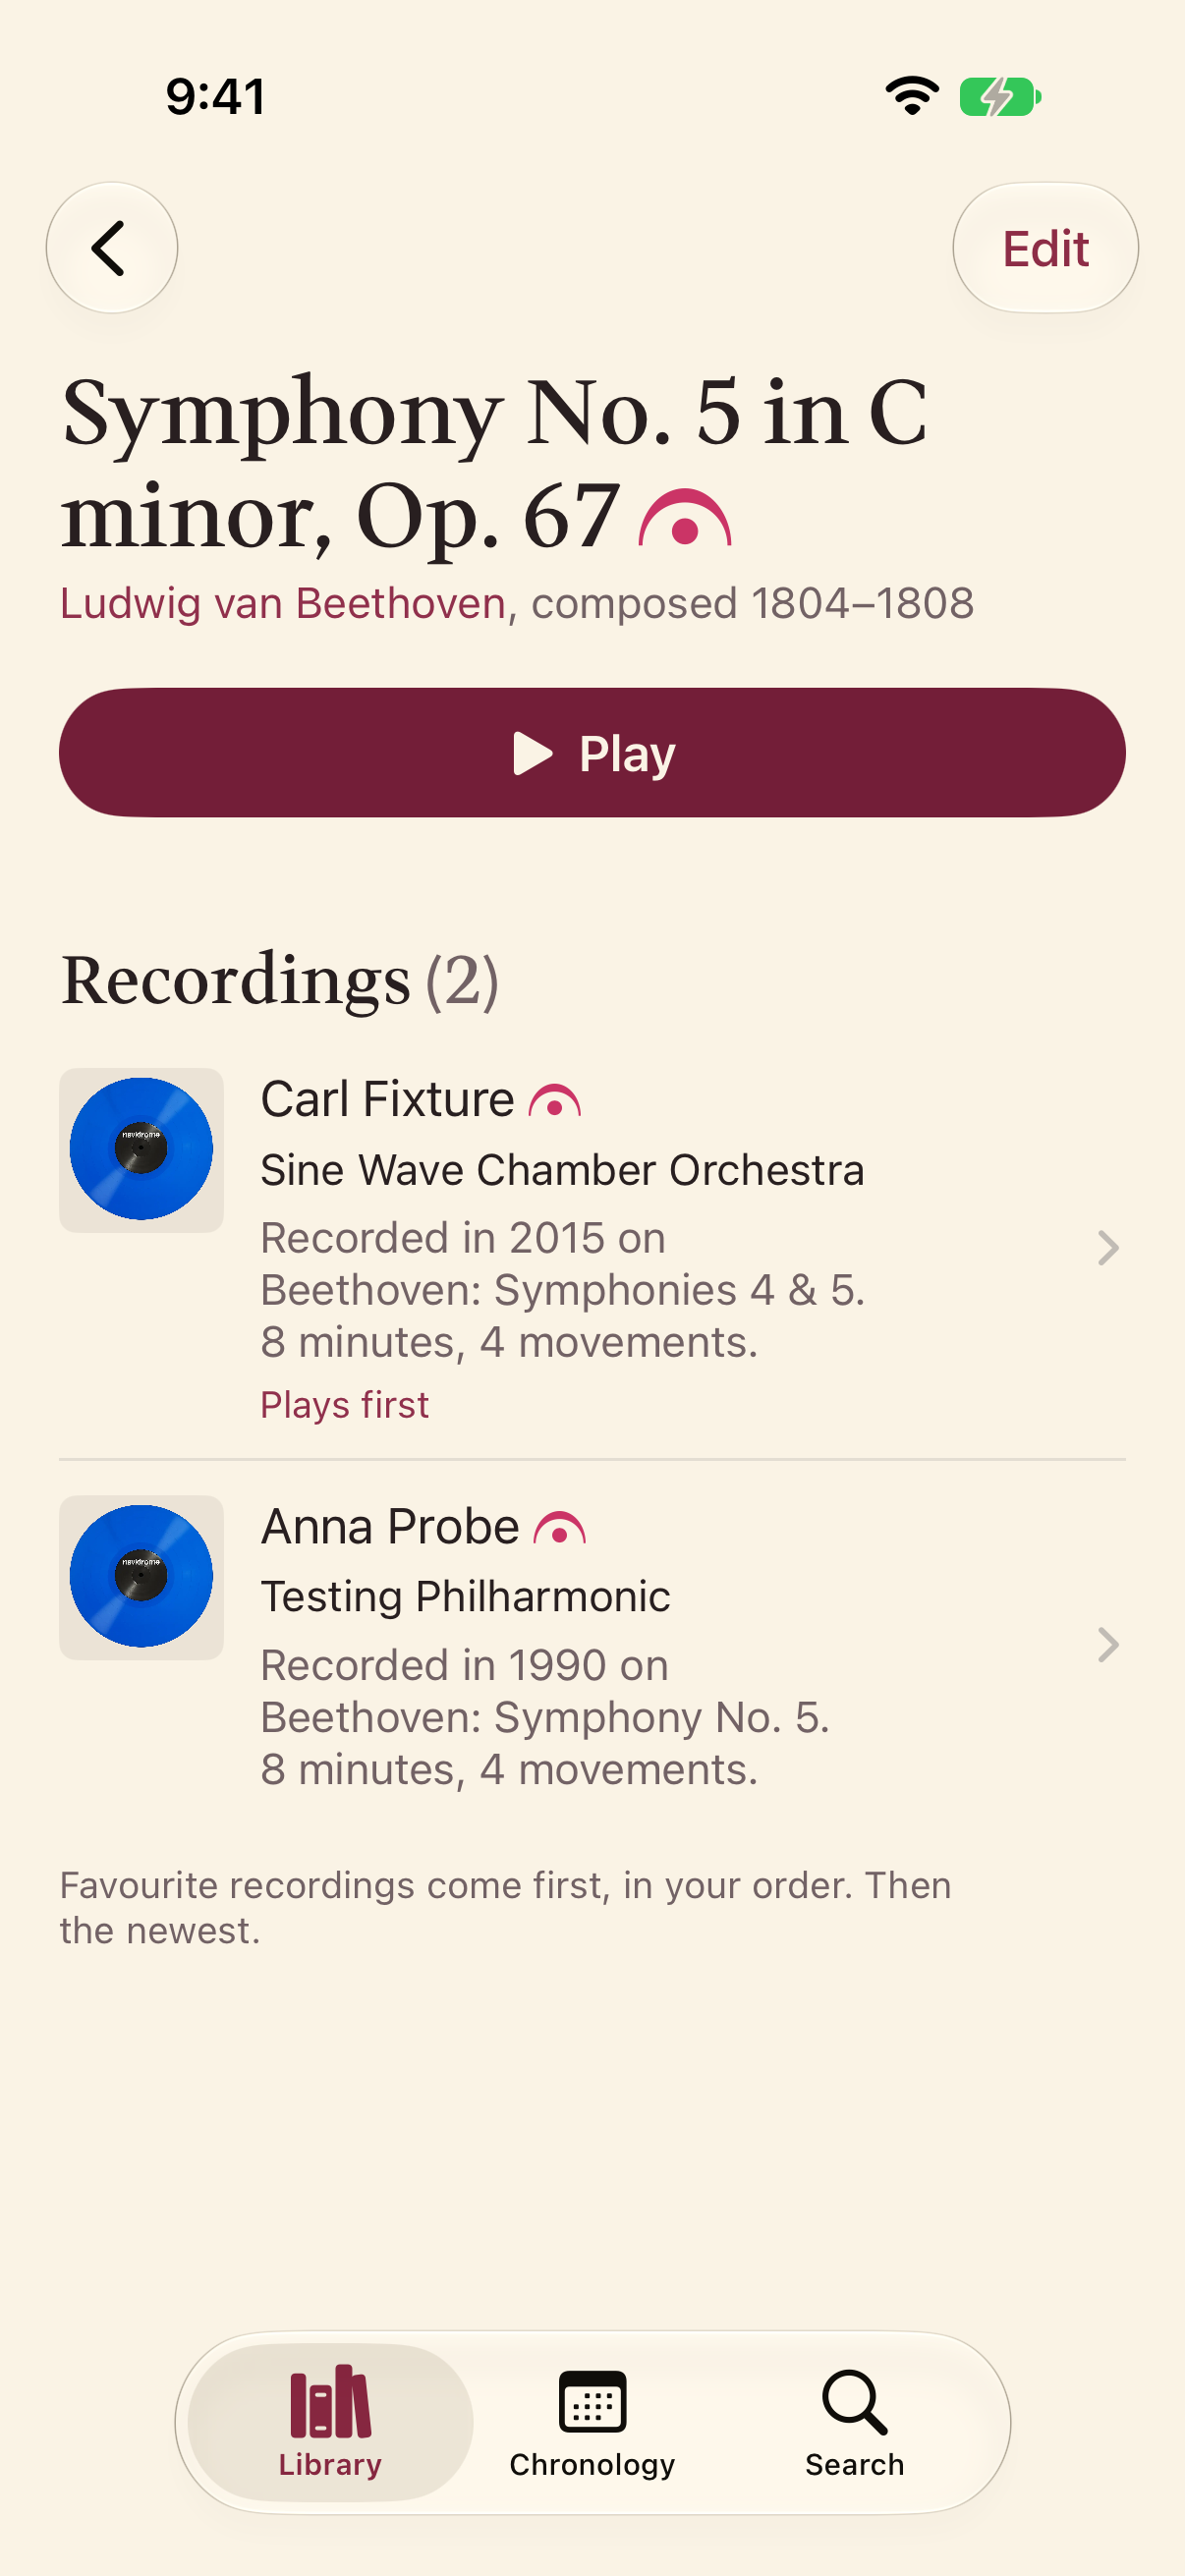 9:41
Edit
Symphony No. 5 in C
minor, Op. 67
Ludwig van Beethoven, composed 1804–1808
Play
Recordings (2)
navidrome
Carl Fixture
Sine Wave Chamber Orchestra
Recorded in 2015 on
Beethoven: Symphonies 4 & 5.
8 minutes, 4 movements.
Plays first
navidrome
Anna Probe
Testing Philharmonic
Recorded in 1990 on
Beethoven: Symphony No. 5.
8 minutes, 4 movements.
Favourite recordings come first, in your order. Then
the newest.
Library
Chronology
Search